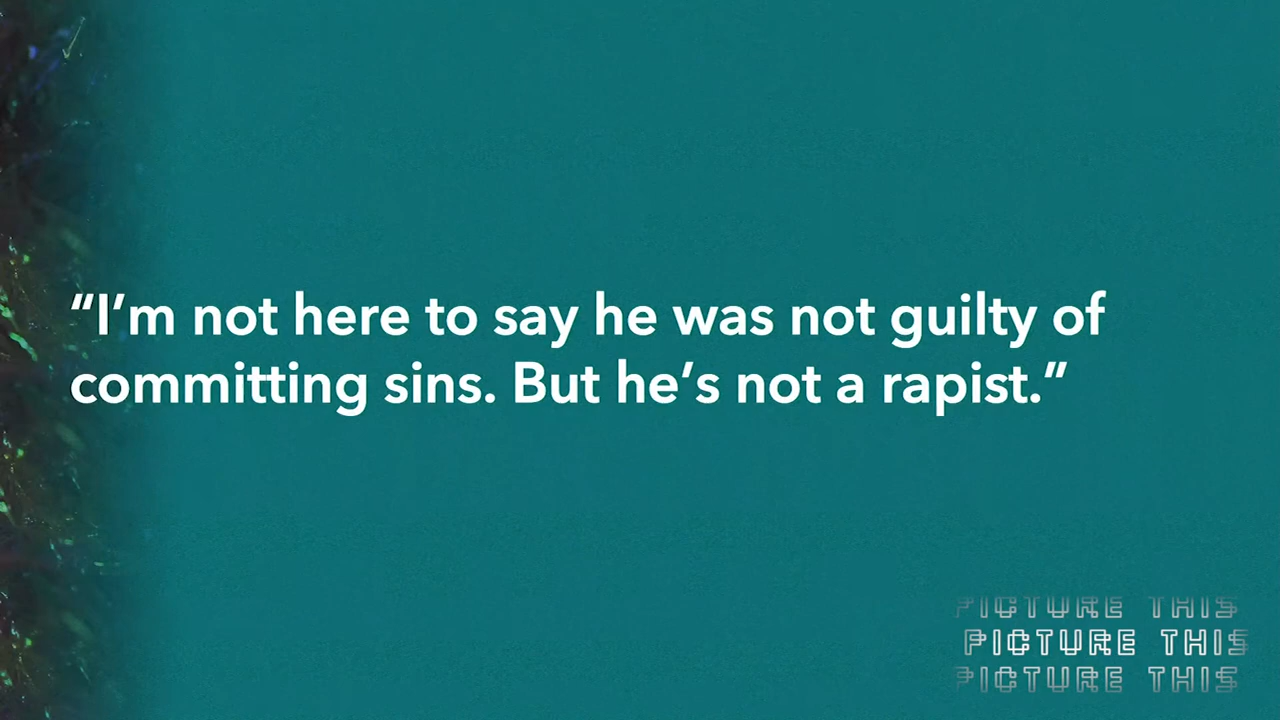 “I’m not here to say he was not guilty of
committing sins. But he’s not a rapist.”
PICTURE THIS
PICTURE THIS
PICTURE THIS